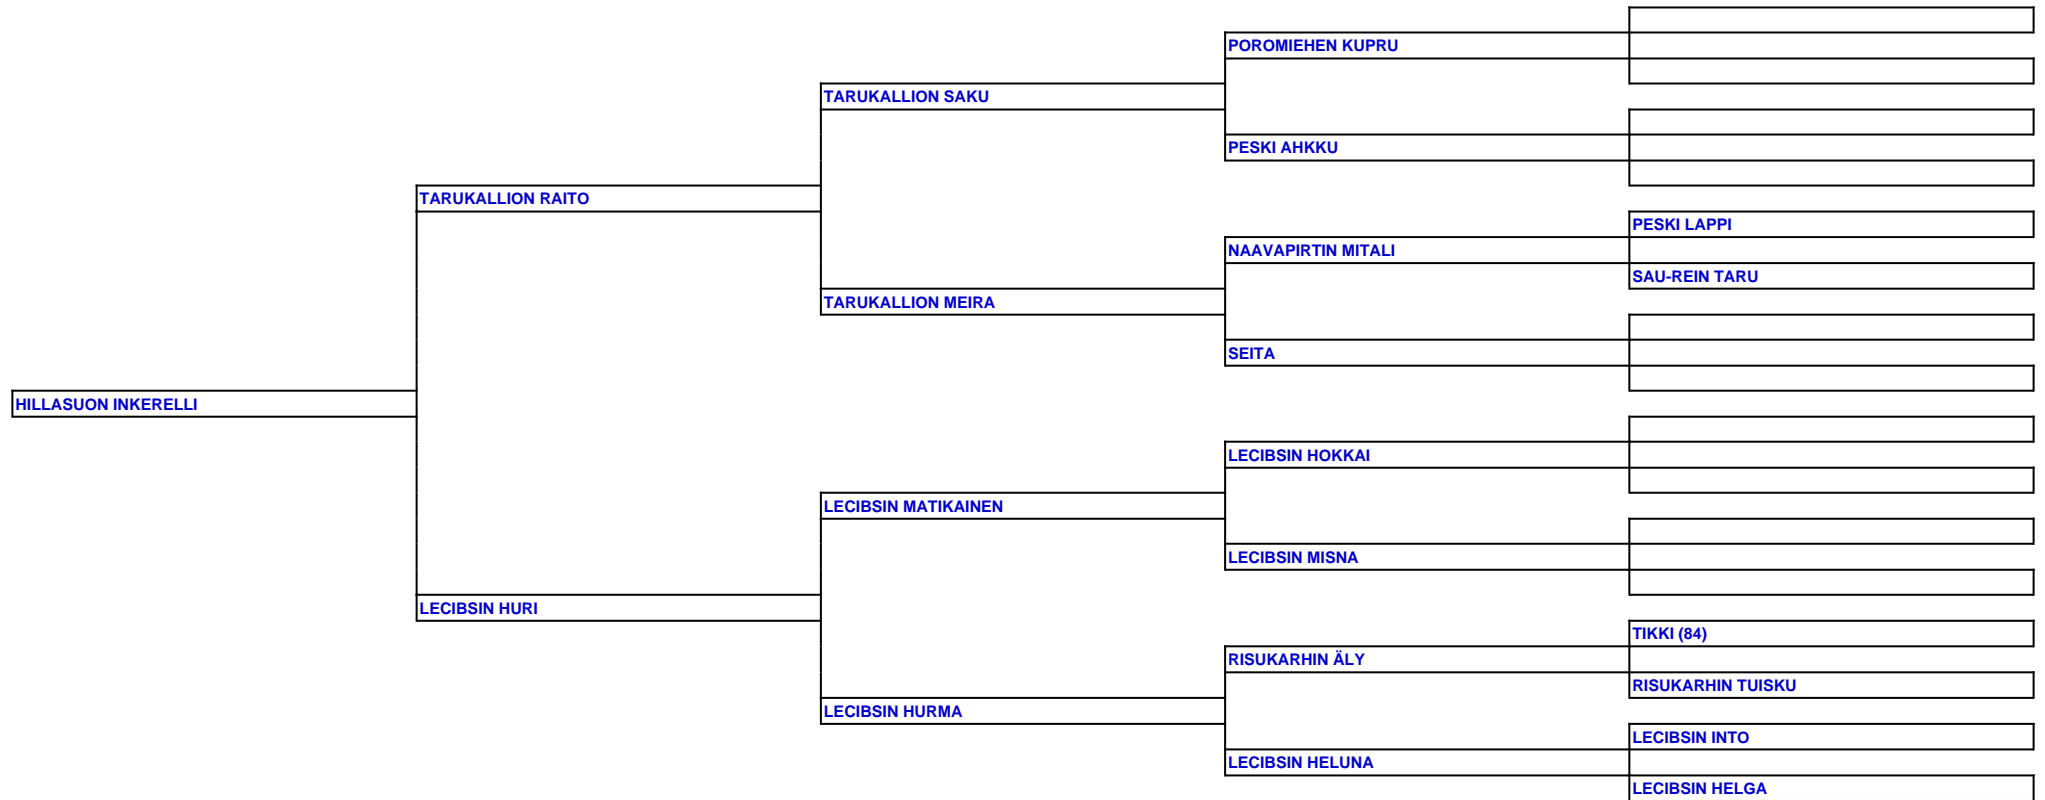 POROMIEHEN KUPRU
TARUKALLION SAKU
PESKI AHKKU
TARUKALLION RAITO
PESKI LAPPI
NAAVAPIRTIN MITALI
SAU-REIN TARU
TARUKALLION MEIRA
SEITA
HILLASUON INKERELLI
LECIBSIN HOKKAI
LECIBSIN MATIKAINEN
LECIBSIN MISNA
LECIBSIN HURI
TIKKI (84)
RISUKARHIN ÄLY
RISUKARHIN TUISKU
LECIBSIN HURMA
LECIBSIN INTO
LECIBSIN HELUNA
LECIBSIN HELGA